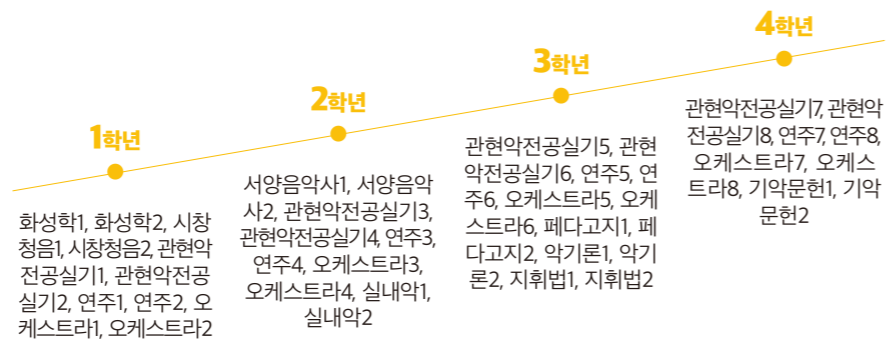 1학년
화성학1, 화성학2, 시창
청음1, 시창청음2, 관현악
전공실기1, 관현악전공
실기2, 연주1, 연주2, 오
케스트라1, 오케스트라2
2학년
서양음악사1, 서양음악
사2, 관현악전공실기3,
관현악전공실기4, 연주3,
연주4, 오케스트라3,
오케스트라4, 실내악1,
실내악2
3학년
관현악전공실기5, 관현
악전공실기6, 연주5, 연
주6, 오케스트라5, 오케
스트라6, 페다고지1, 페
다고지2, 악기론1, 악기
론2, 지휘법1, 지휘법2
4학년
관현악전공실기7, 관현악
전공실기8, 연주7, 연주8,
오케스트라7, 오케스
트라8, 기악문헌1, 기악
문헌2